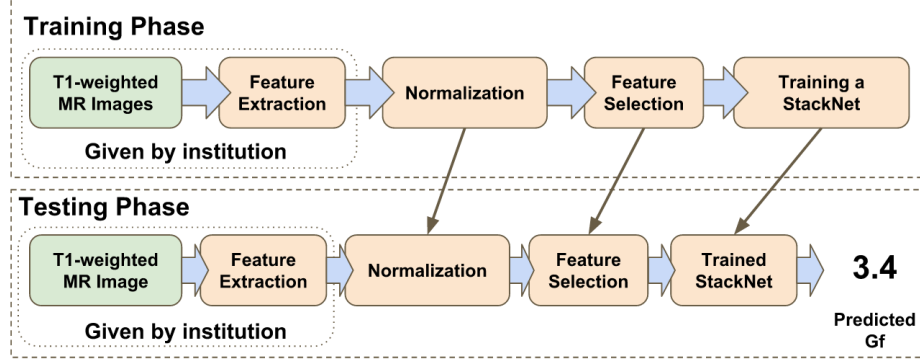 Training Phase
T1-weighted
MR Images
Feature
Extraction
Normalization
Feature
Selection
Training a
StackNet
Given by institution
Testing Phase
T1-weighted
MR Image
Feature
Extraction
Normalization
Feature
Selection
Trained
StackNet
3.4
Predicted
Gf
Given by institution